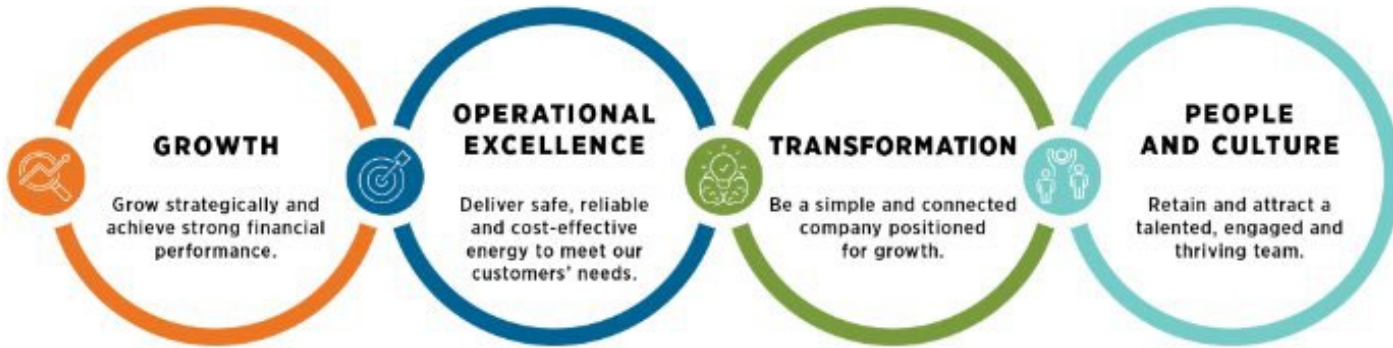 GROWTH
Grow strategically and
achieve strong financial
performance.
OPERATIONAL
EXCELLENCE
Deliver safe, reliable
and cost-effective
energy to meet our
customers’ needs.
TRANSFORMATION
Be a simple and connected
company positioned
for growth.
PEOPLE
AND CULTURE
Retain and attract a
talented, engaged and
thriving team.